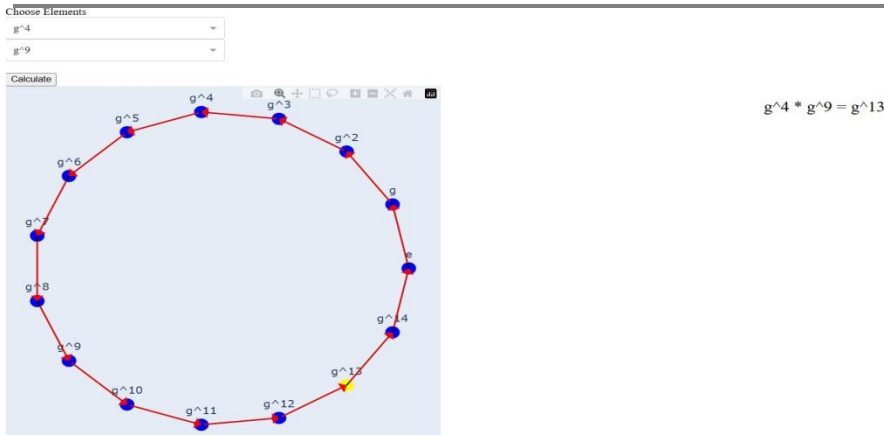 Choose Elements
g^4
g^9
Calculate
g^4 * g^9 = g^13
g^4
g^3
g^5
g^2
g^6
g
g^7
e
g^8
g^14
g^9
g^13
g^10
g^12
g^11